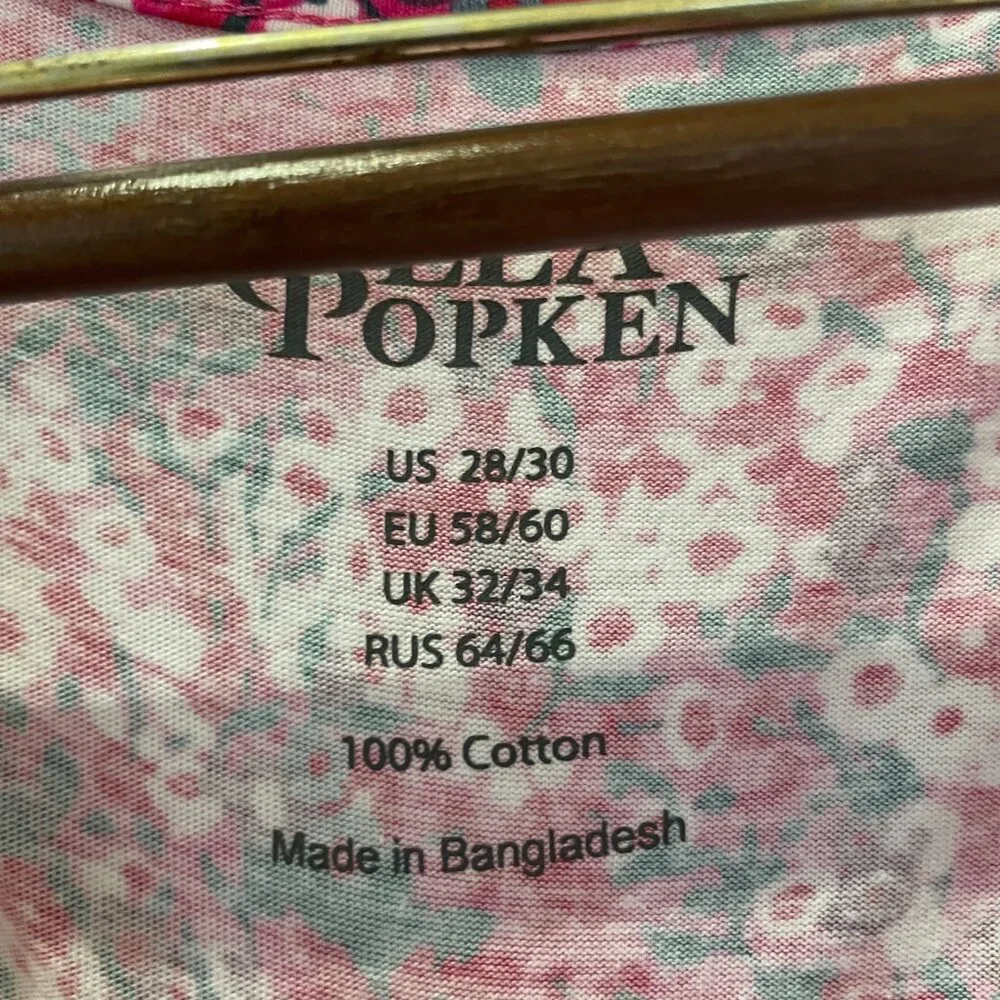 POPKEN
US 28/30
EU 58/60
UK 32/34
RUS 64/66
100% Cotton
Made in Bangladesh